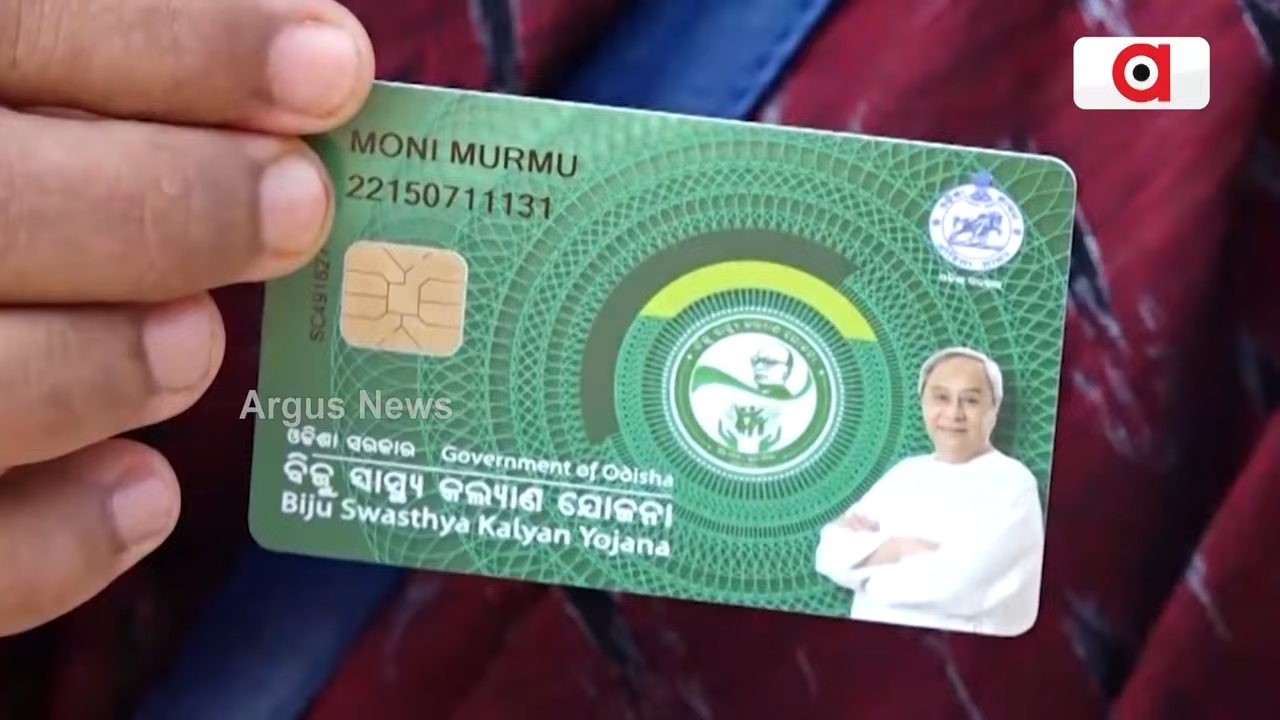 MONI MURMU
22150711131
Argus News
ଓଡିଶା ସରକାର Government of Odisha
ବିଜୁ ସ୍ୱାସ୍ଥ୍ୟ କଲ୍ୟାଣ ଯୋଜନା
Biju Swasthya Kalyan Yojana